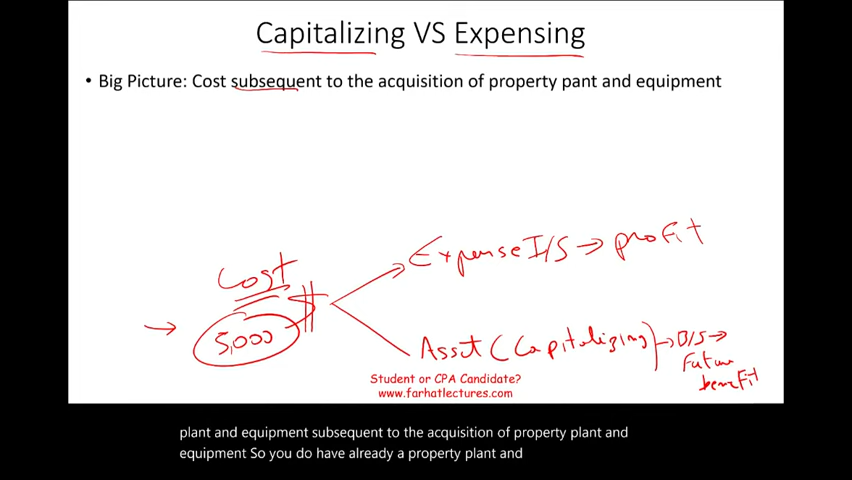 Capitalizing VS Expensing
• Big Picture: Cost subsequent to the acquisition of property pant and equipment
Expense I/S → profit
Cost
$
→ 5,000
Asset (Capitalizing) → B/S →
Future
benefit
Student or CPA Candidate?
www.farhatlectures.com
plant and equipment subsequent to the acquisition of property plant and
equipment So you do have already a property plant and